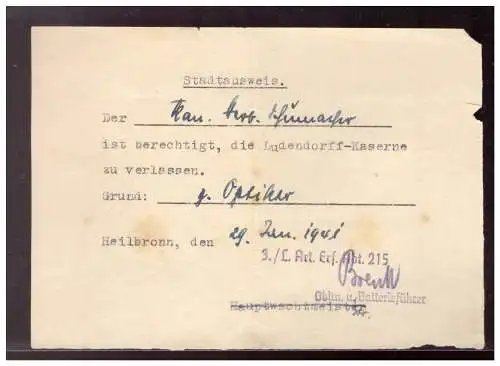 Stadtausweis.
Der Kan. Herb. Schumacher
ist berechtigt, die Ludendorff-Kaserne
zu verlassen.
Grund: z. Optiker
Heilbronn, den 29. Jan. 1941
3./L. Art. Ers. Abt. 215
Oblt. u. Batterieführer
Hauptwachtmeister